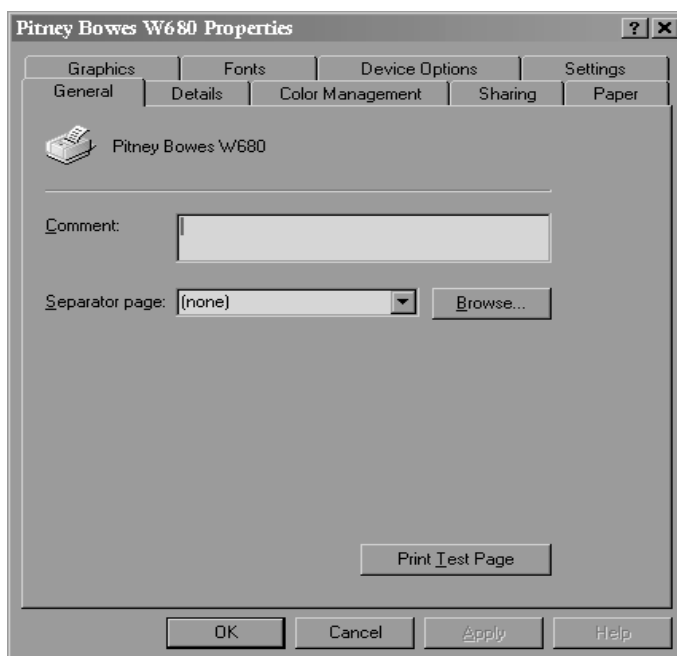 Pitney Bowes W680 Properties ? ×
Graphics Fonts Device Options Settings
General Details Color Management Sharing Paper
Pitney Bowes W680
Comment:
Separator page: (none) Browse...
Print Test Page
OK Cancel Apply Help